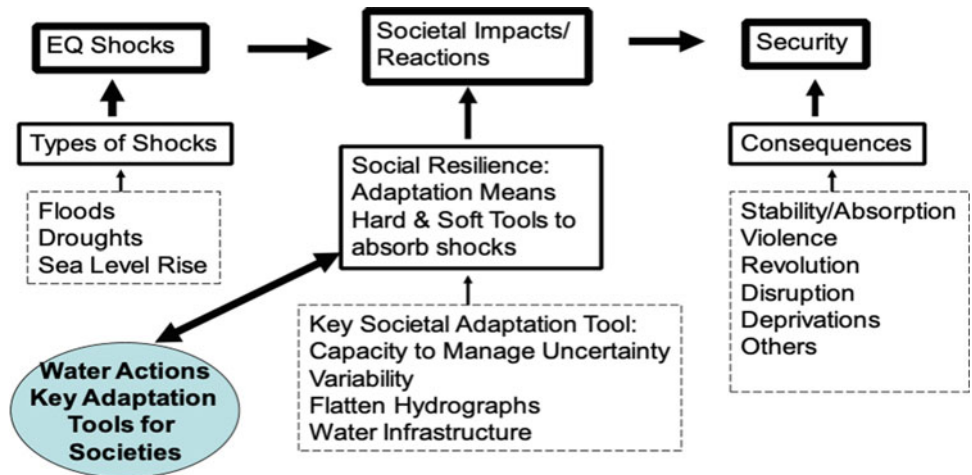 EQ Shocks
Societal Impacts/
Reactions
Security
Types of Shocks
Floods
Droughts
Sea Level Rise
Social Resilience:
Adaptation Means
Hard & Soft Tools to
absorb shocks
Consequences
Stability/Absorption
Violence
Revolution
Disruption
Deprivations
Others
Key Societal Adaptation Tool:
Capacity to Manage Uncertainty
Variability
Flatten Hydrographs
Water Infrastructure
Water Actions
Key Adaptation
Tools for
Societies